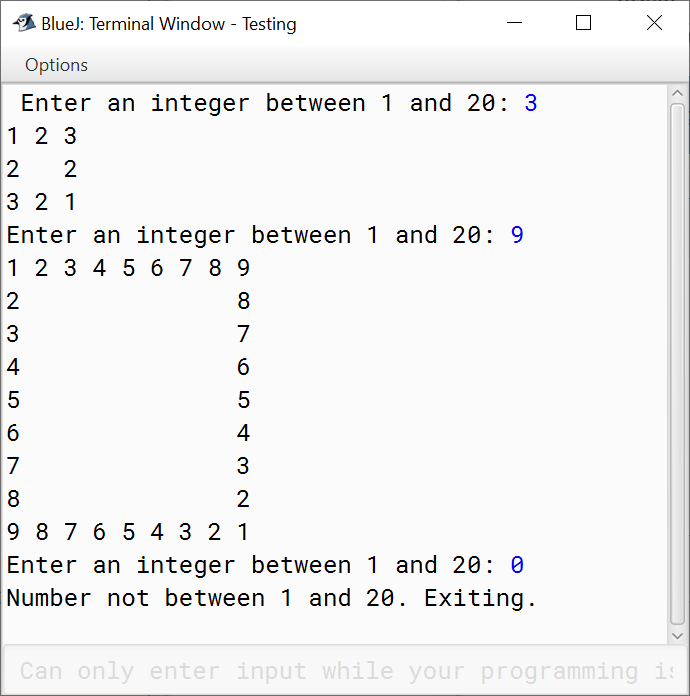 BlueJ: Terminal Window - Testing
Options
Enter an integer between 1 and 20: 3
1 2 3
2   2
3 2 1
Enter an integer between 1 and 20: 9
1 2 3 4 5 6 7 8 9
2               8
3               7
4               6
5               5
6               4
7               3
8               2
9 8 7 6 5 4 3 2 1
Enter an integer between 1 and 20: 0
Number not between 1 and 20. Exiting.
Can only enter input while your programming is